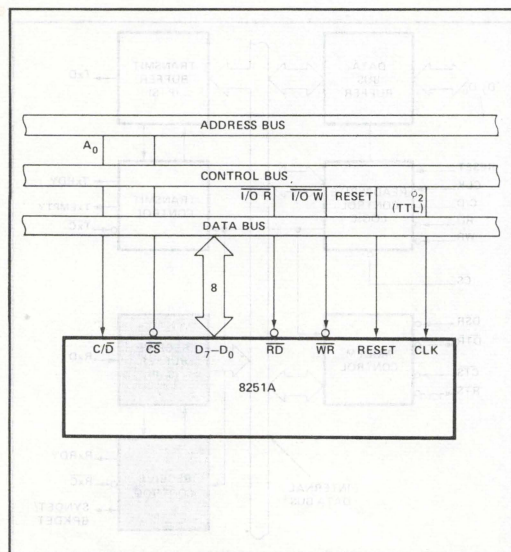 ADDRESS BUS
A0
CONTROL BUS
I/O R I/O W RESET φ2 (TTL)
DATA BUS
8
C/D CS D7–D0 RD WR RESET CLK
8251A